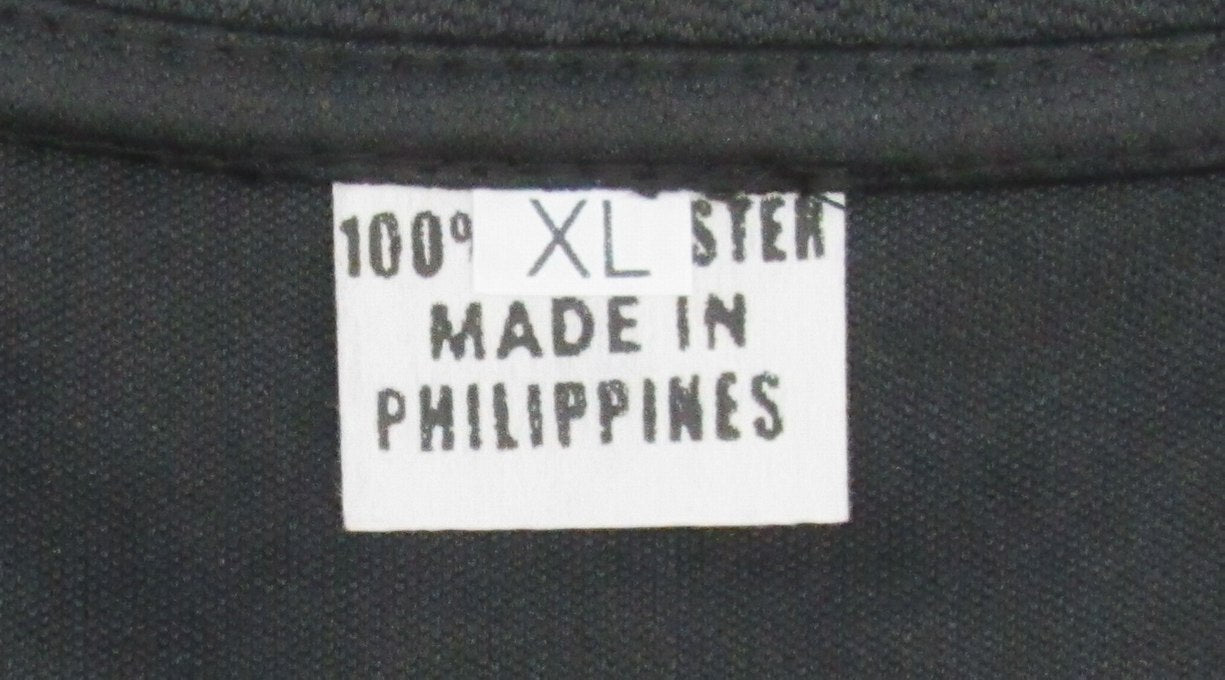 100% XL STER
MADE IN
PHILIPPINES